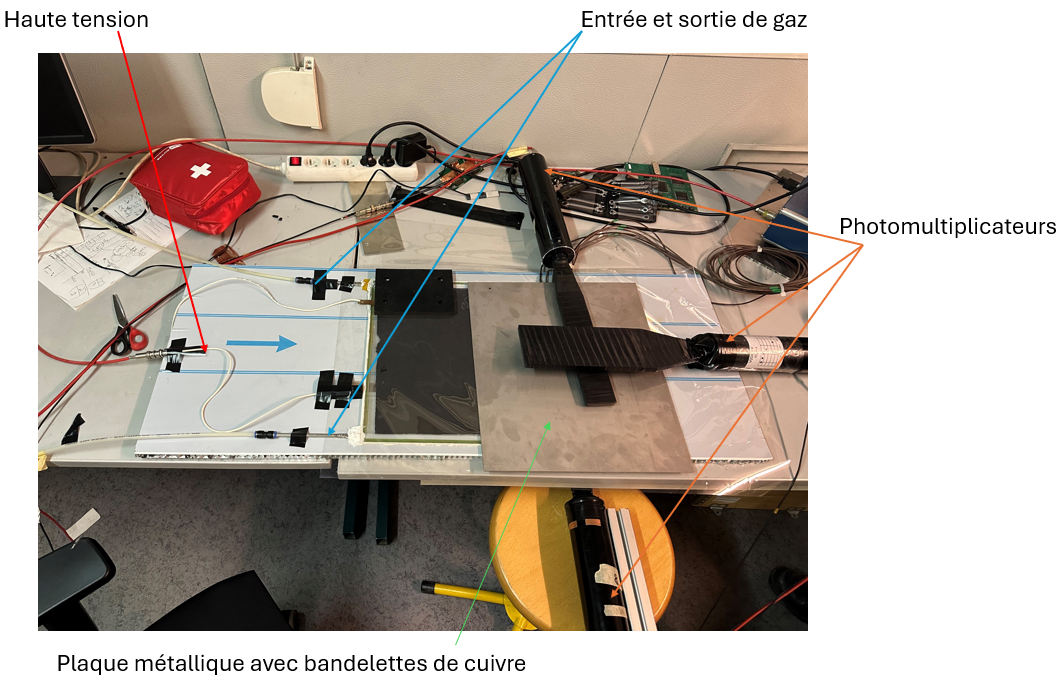 Haute tension
Entrée et sortie de gaz
Photomultiplicateurs
Plaque métallique avec bandelettes de cuivre